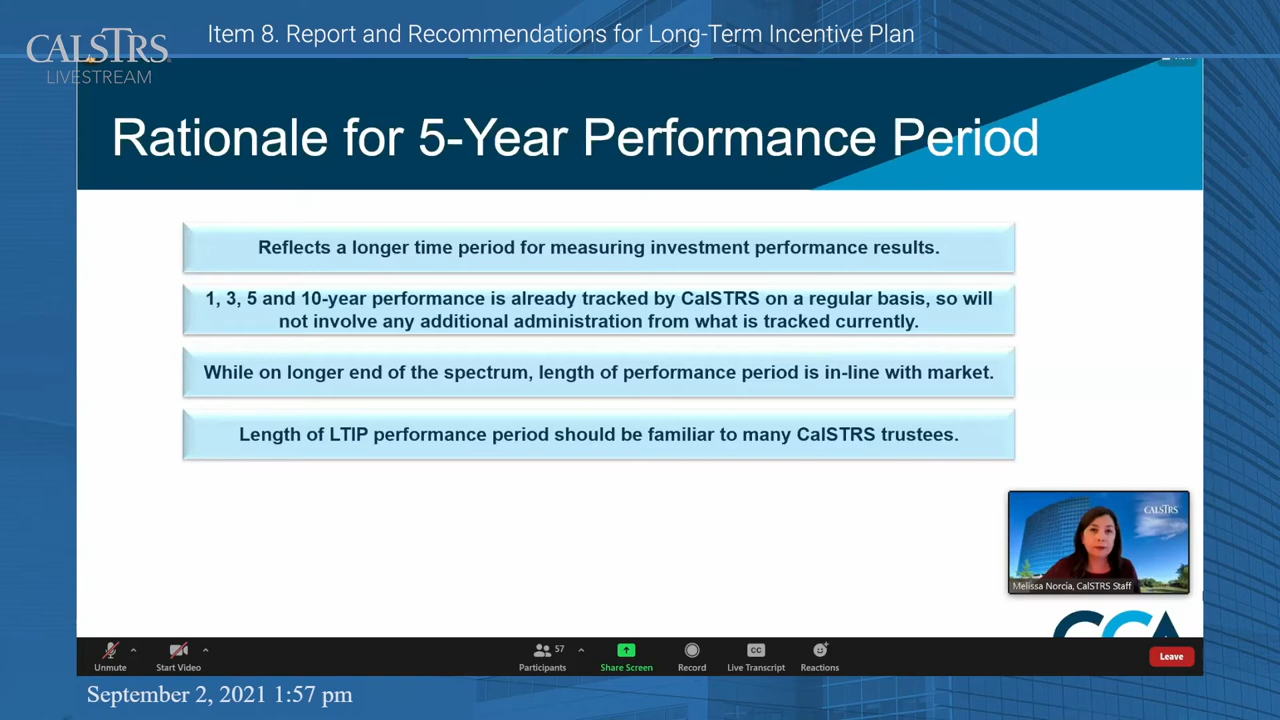 Item 8. Report and Recommendations for Long-Term Incentive Plan
CALSTRS
LIVESTREAM
Rationale for 5-Year Performance Period
Reflects a longer time period for measuring investment performance results.
1, 3, 5 and 10-year performance is already tracked by CalSTRS on a regular basis, so will
not involve any additional administration from what is tracked currently.
While on longer end of the spectrum, length of performance period is in-line with market.
Length of LTIP performance period should be familiar to many CalSTRS trustees.
CALSTRS
Melissa Norcia, CalSTRS Staff
CCA
Unmute
Start Video
57
Participants
Share Screen
Record
CC
Live Transcript
Reactions
Leave
September 2, 2021 1:57 pm